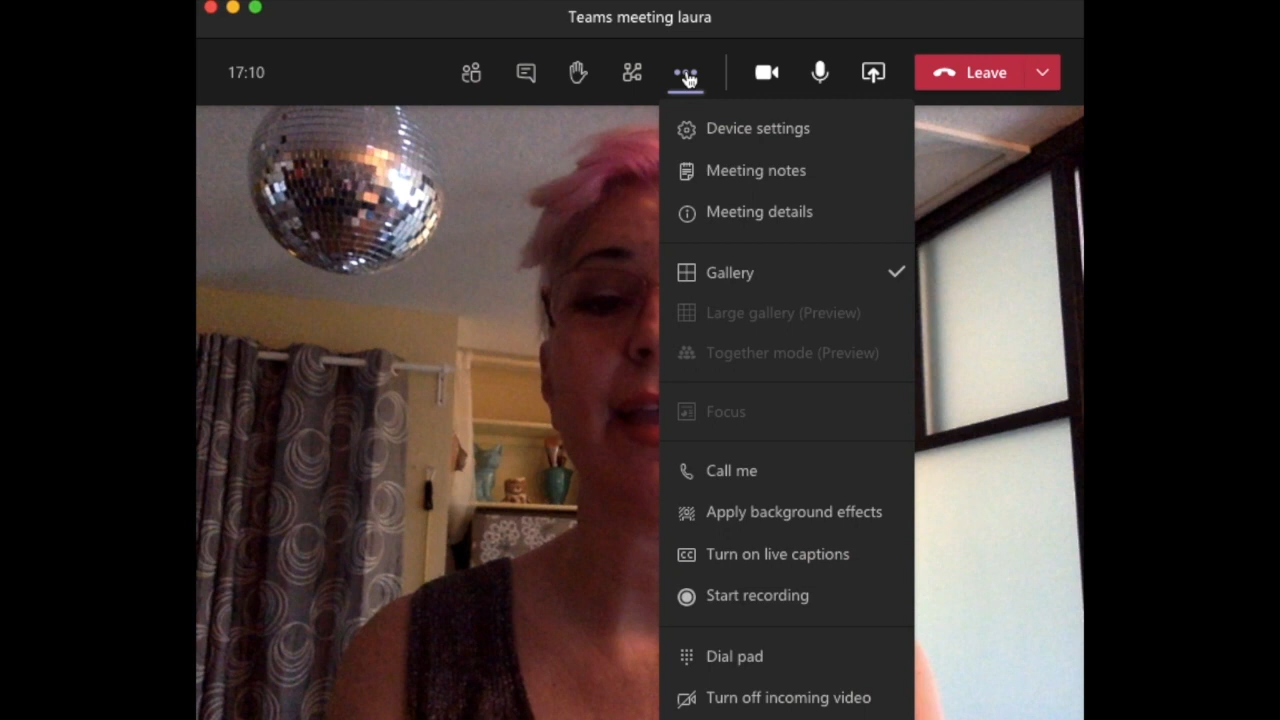 Teams meeting laura
17:10
Leave
Device settings
Meeting notes
Meeting details
Gallery
Large gallery (Preview)
Together mode (Preview)
Focus
Call me
Apply background effects
CC Turn on live captions
Start recording
Dial pad
Turn off incoming video